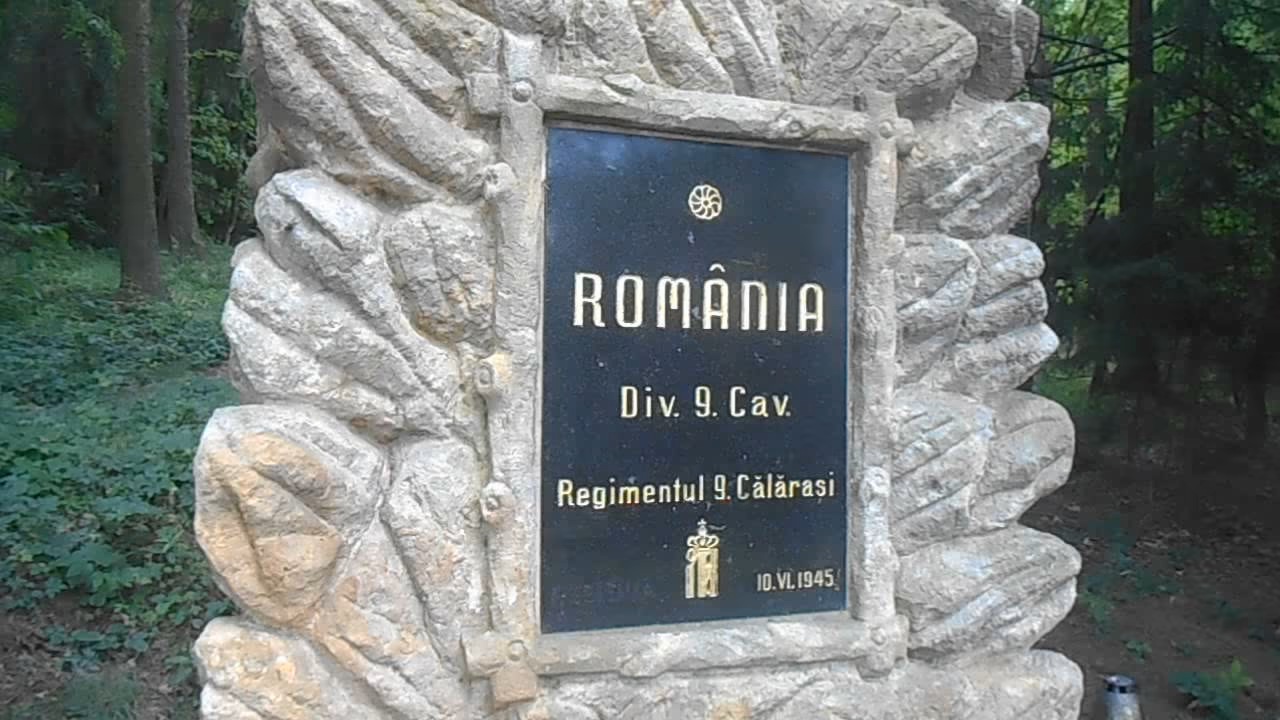 ROMÂNIA
Div. 9. Cav.
Regimentul 9. Călărași
10.VI.1945